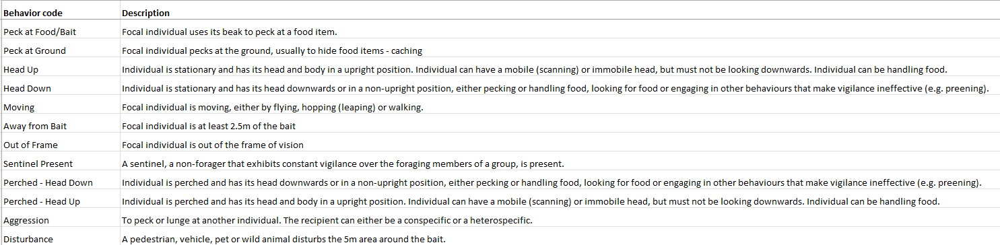 Behavior code Description
Peck at Food/Bait Focal individual uses its beak to peck at a food item.
Peck at Ground Focal individual pecks at the ground, usually to hide food items - caching
Head Up Individual is stationary and has its head and body in a upright position. Individual can have a mobile (scanning) or immobile head, but must not be looking downwards. Individual can be handling food.
Head Down Individual is stationary and has its head downwards or in a non-upright position, either pecking or handling food, looking for food or engaging in other behaviours that make vigilance ineffective (e.g. preening).
Moving Focal individual is moving, either by flying, hopping (leaping) or walking.
Away from Bait Focal individual is at least 2.5m of the bait
Out of Frame Focal individual is out of the frame of vision
Sentinel Present A sentinel, a non-forager that exhibits constant vigilance over the foraging members of a group, is present.
Perched - Head Down Individual is perched and has its head downwards or in a non-upright position, either pecking or handling food, looking for food or engaging in other behaviours that make vigilance ineffective (e.g. preening).
Perched - Head Up Individual is perched and has its head and body in a upright position. Individual can have a mobile (scanning) or immobile head, but must not be looking downwards. Individual can be handling food.
Aggression To peck or lunge at another individual. The recipient can either be a conspecific or a heterospecific.
Disturbance A pedestrian, vehicle, pet or wild animal disturbs the 5m area around the bait.